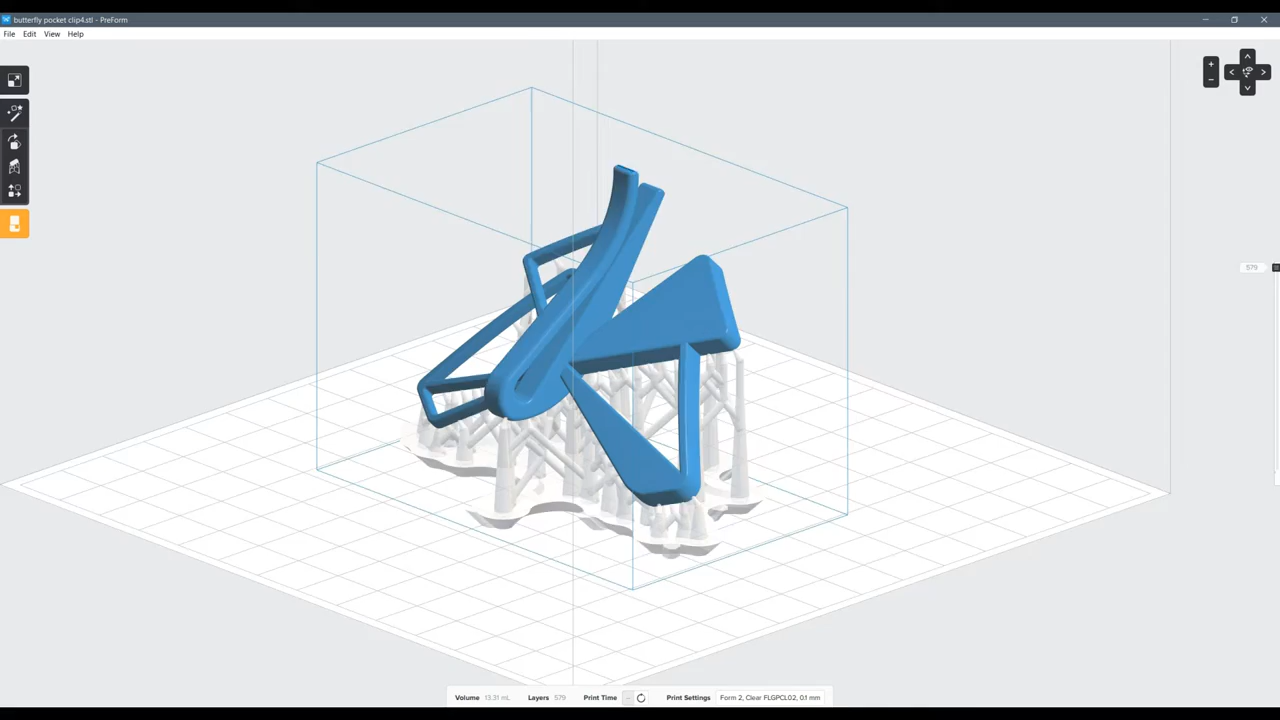 butterfly pocket clip4.stl - PreForm
File Edit View Help
579
Volume 13.31 mL Layers 579 Print Time Print Settings Form 2, Clear FLGPCL02, 0.1 mm